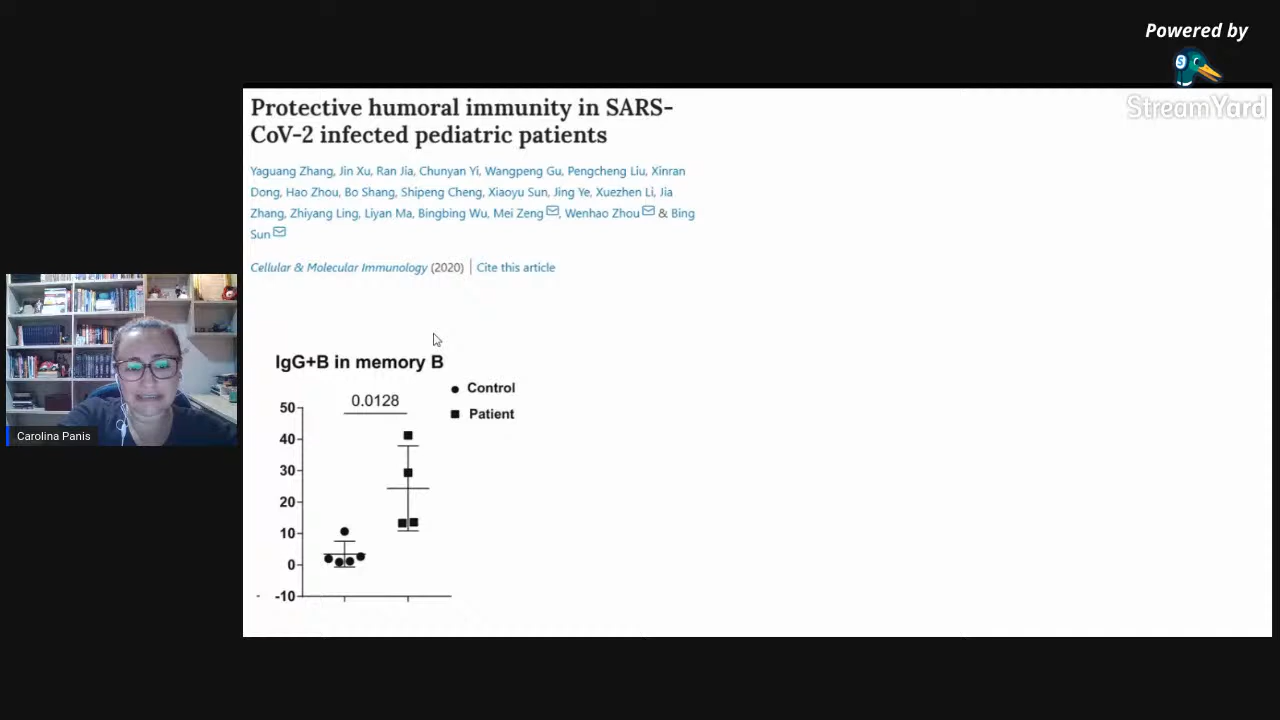 Powered by
StreamYard
Protective humoral immunity in SARS-
CoV-2 infected pediatric patients
Yaguang Zhang, Jin Xu, Ran Jia, Chunyan Yi, Wangpeng Gu, Pengcheng Liu, Xinran
Dong, Hao Zhou, Bo Shang, Shipeng Cheng, Xiaoyu Sun, Jing Ye, Xuezhen Li, Jia
Zhang, Zhiyang Ling, Liyan Ma, Bingbing Wu, Mei Zeng, Wenhao Zhou & Bing
Sun
Cellular & Molecular Immunology (2020) | Cite this article
IgG+B in memory B
Control
Patient
0.0128
50
40
30
20
10
0
-10
Carolina Panis